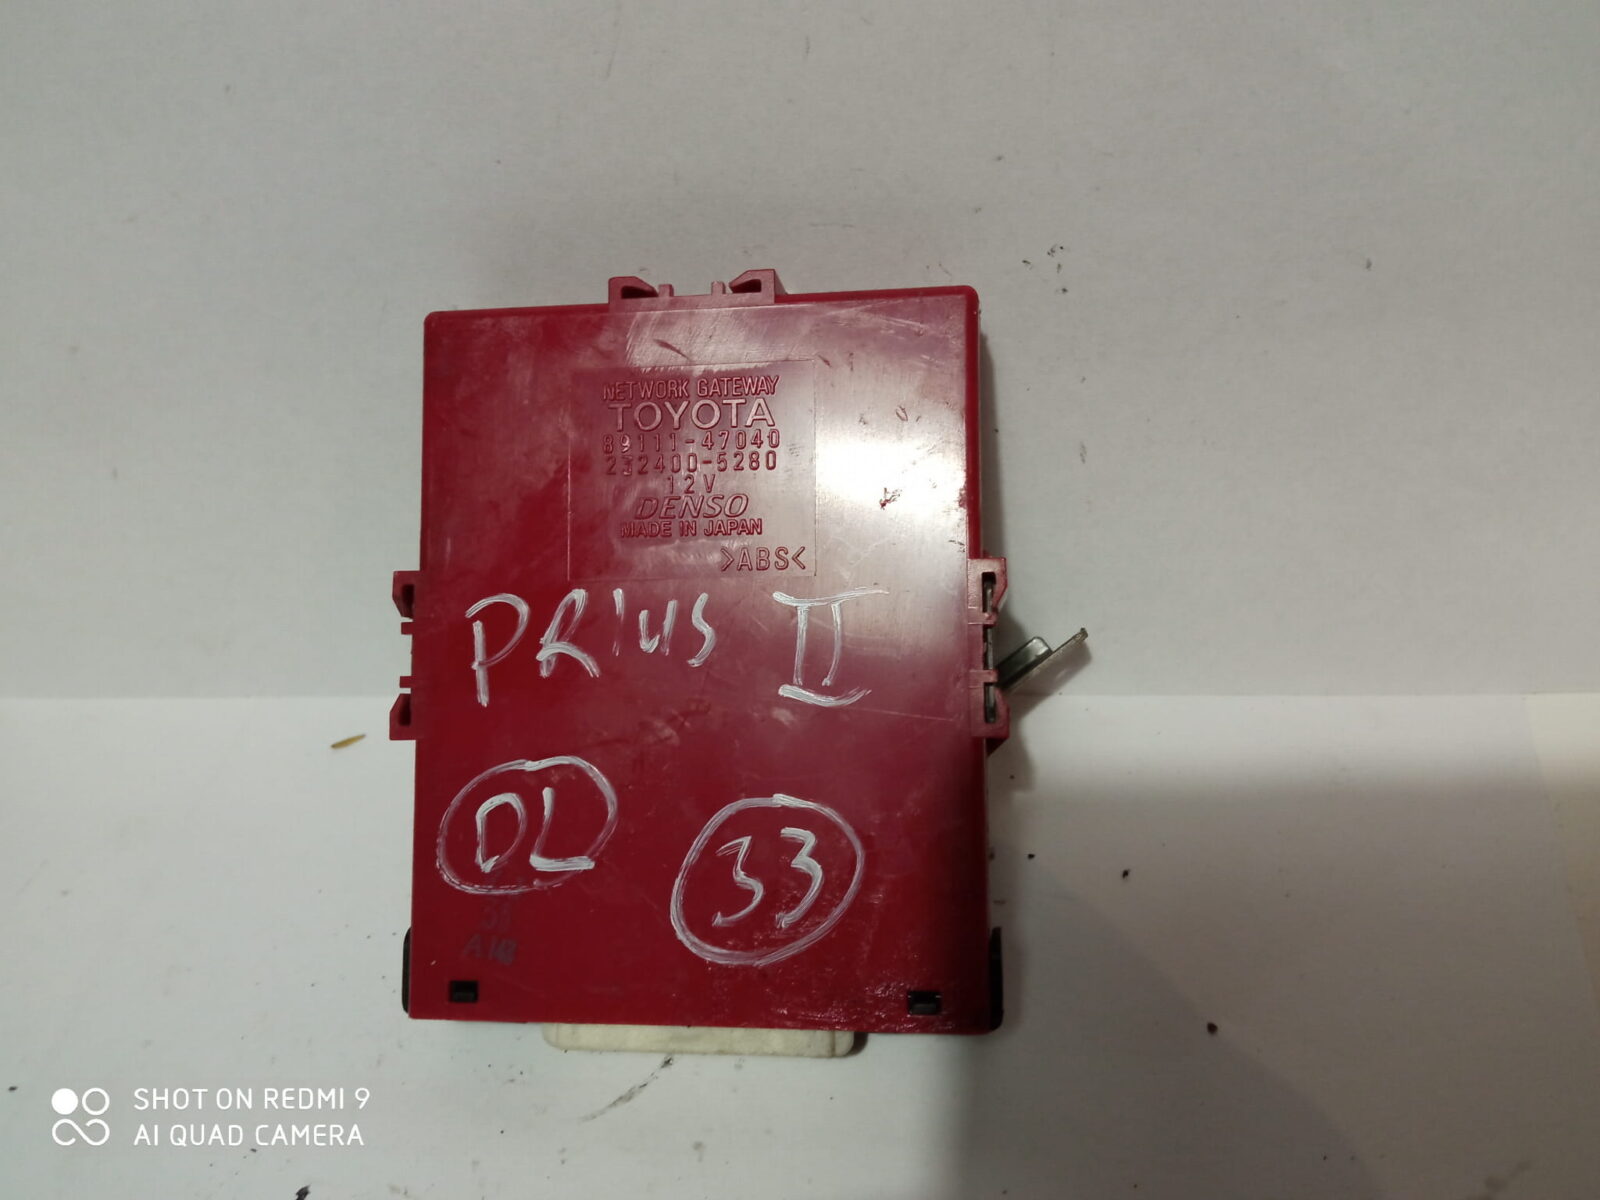 NETWORK GATEWAY
TOYOTA
89111-47040
232400-5280
12V
DENSO
MADE IN JAPAN
>ABS<
PRiUS II
DL
33
SHOT ON REDMI 9
AI QUAD CAMERA